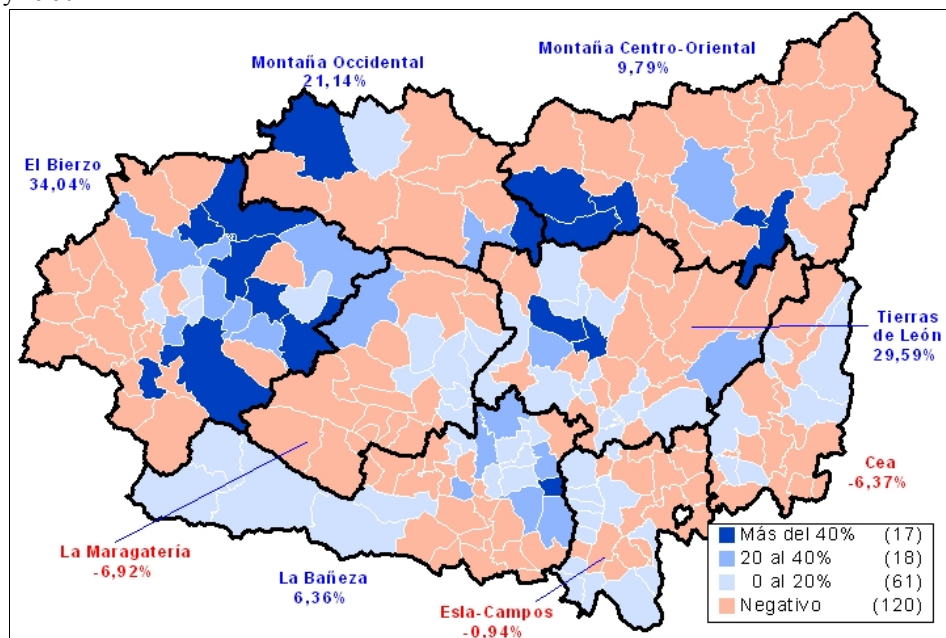 Montaña Occidental
21,14%
Montaña Centro-Oriental
9,79%
El Bierzo
34,04%
Tierras
de León
29,59%
Cea
-6,37%
La Maragatería
-6,92%
La Bañeza
6,36%
Esla-Campos
-0,94%
Más del 40% (17)
20 al 40% (18)
0 al 20% (61)
Negativo (120)